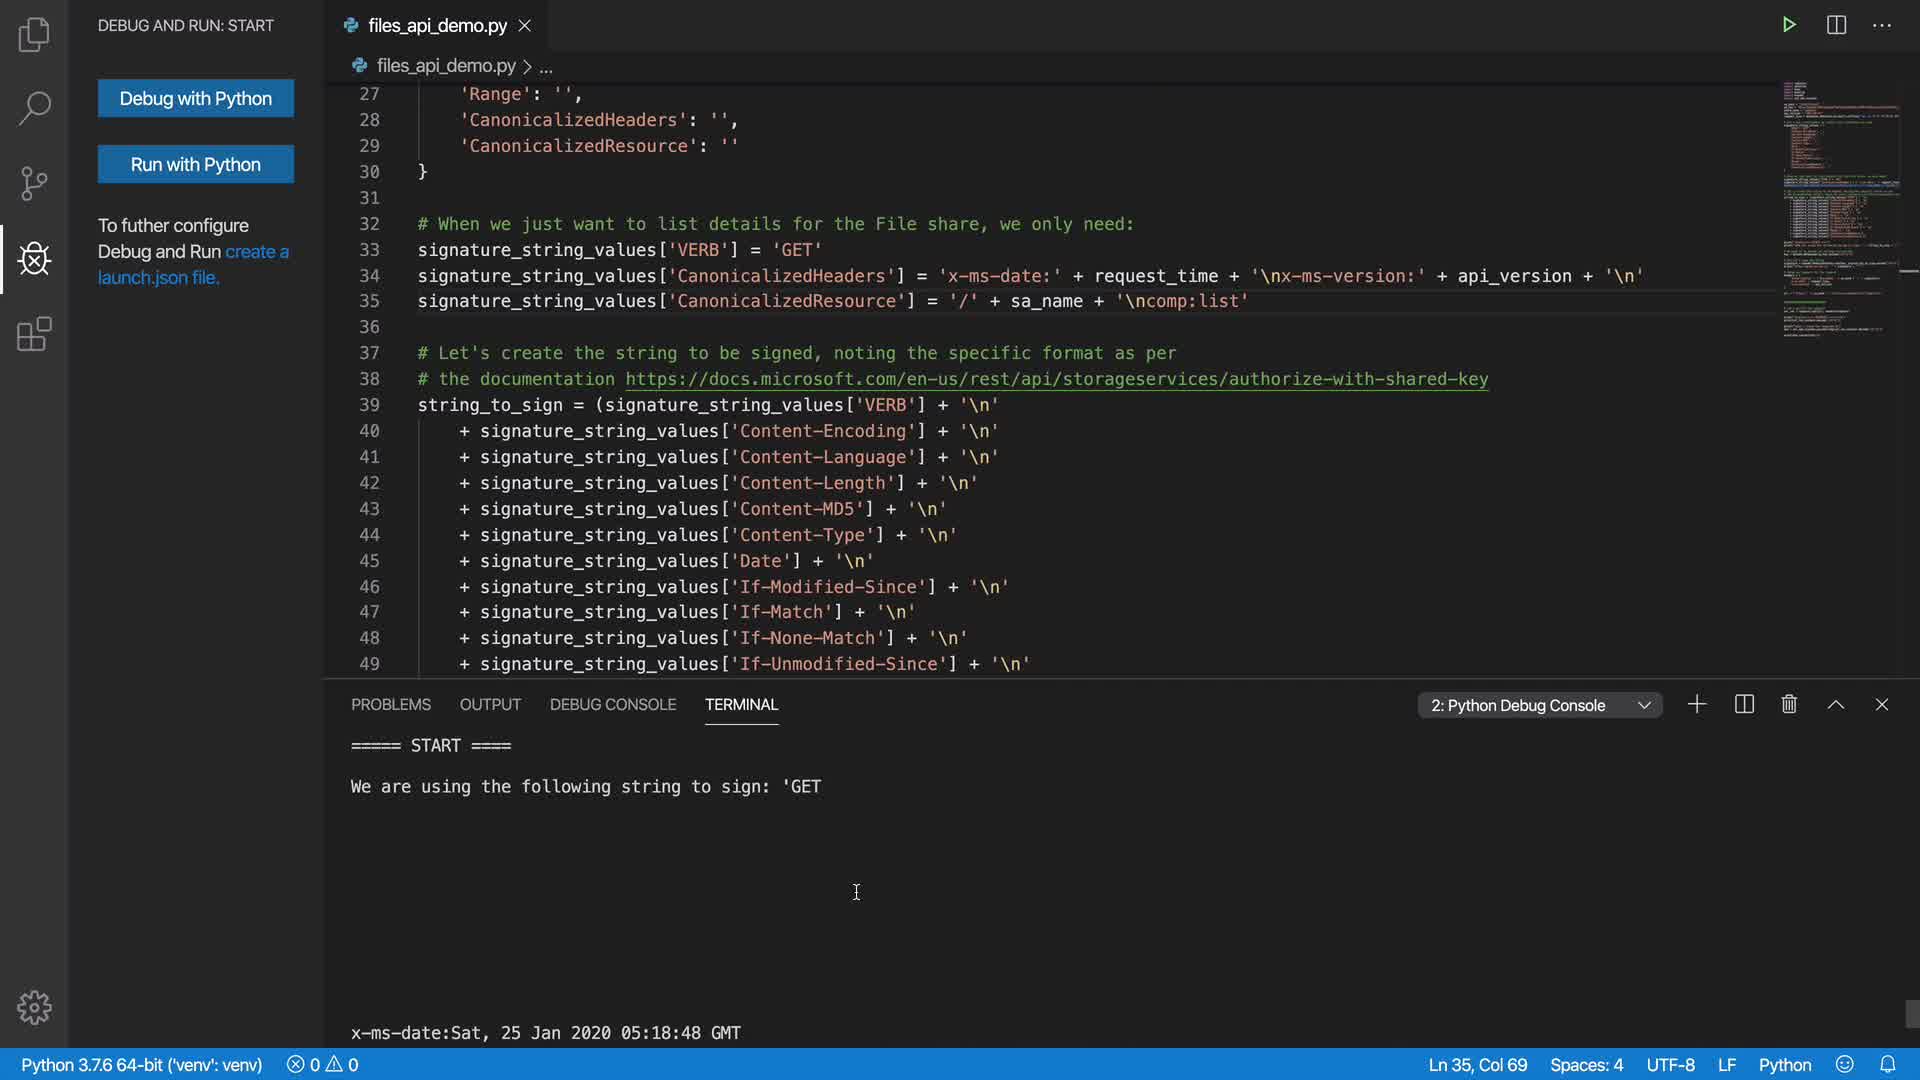 DEBUG AND RUN: START
files_api_demo.py
Debug with Python
Run with Python
To futher configure
Debug and Run create a
launch.json file.
files_api_demo.py > ...
27 'Range': '',
28 'CanonicalizedHeaders': '',
29 'CanonicalizedResource': ''
30 }
31
32 # When we just want to list details for the File share, we only need:
33 signature_string_values['VERB'] = 'GET'
34 signature_string_values['CanonicalizedHeaders'] = 'x-ms-date:' + request_time + '\nx-ms-version:' + api_version + '\n'
35 signature_string_values['CanonicalizedResource'] = '/' + sa_name + '\ncomp:list'
36
37 # Let's create the string to be signed, noting the specific format as per
38 # the documentation https://docs.microsoft.com/en-us/rest/api/storageservices/authorize-with-shared-key
39 string_to_sign = (signature_string_values['VERB'] + '\n'
40 + signature_string_values['Content-Encoding'] + '\n'
41 + signature_string_values['Content-Language'] + '\n'
42 + signature_string_values['Content-Length'] + '\n'
43 + signature_string_values['Content-MD5'] + '\n'
44 + signature_string_values['Content-Type'] + '\n'
45 + signature_string_values['Date'] + '\n'
46 + signature_string_values['If-Modified-Since'] + '\n'
47 + signature_string_values['If-Match'] + '\n'
48 + signature_string_values['If-None-Match'] + '\n'
49 + signature_string_values['If-Unmodified-Since'] + '\n'
PROBLEMS OUTPUT DEBUG CONSOLE TERMINAL 2: Python Debug Console
===== START ====
We are using the following string to sign: 'GET
x-ms-date:Sat, 25 Jan 2020 05:18:48 GMT
Python 3.7.6 64-bit ('venv': venv) 0 0 Ln 35, Col 69 Spaces: 4 UTF-8 LF Python